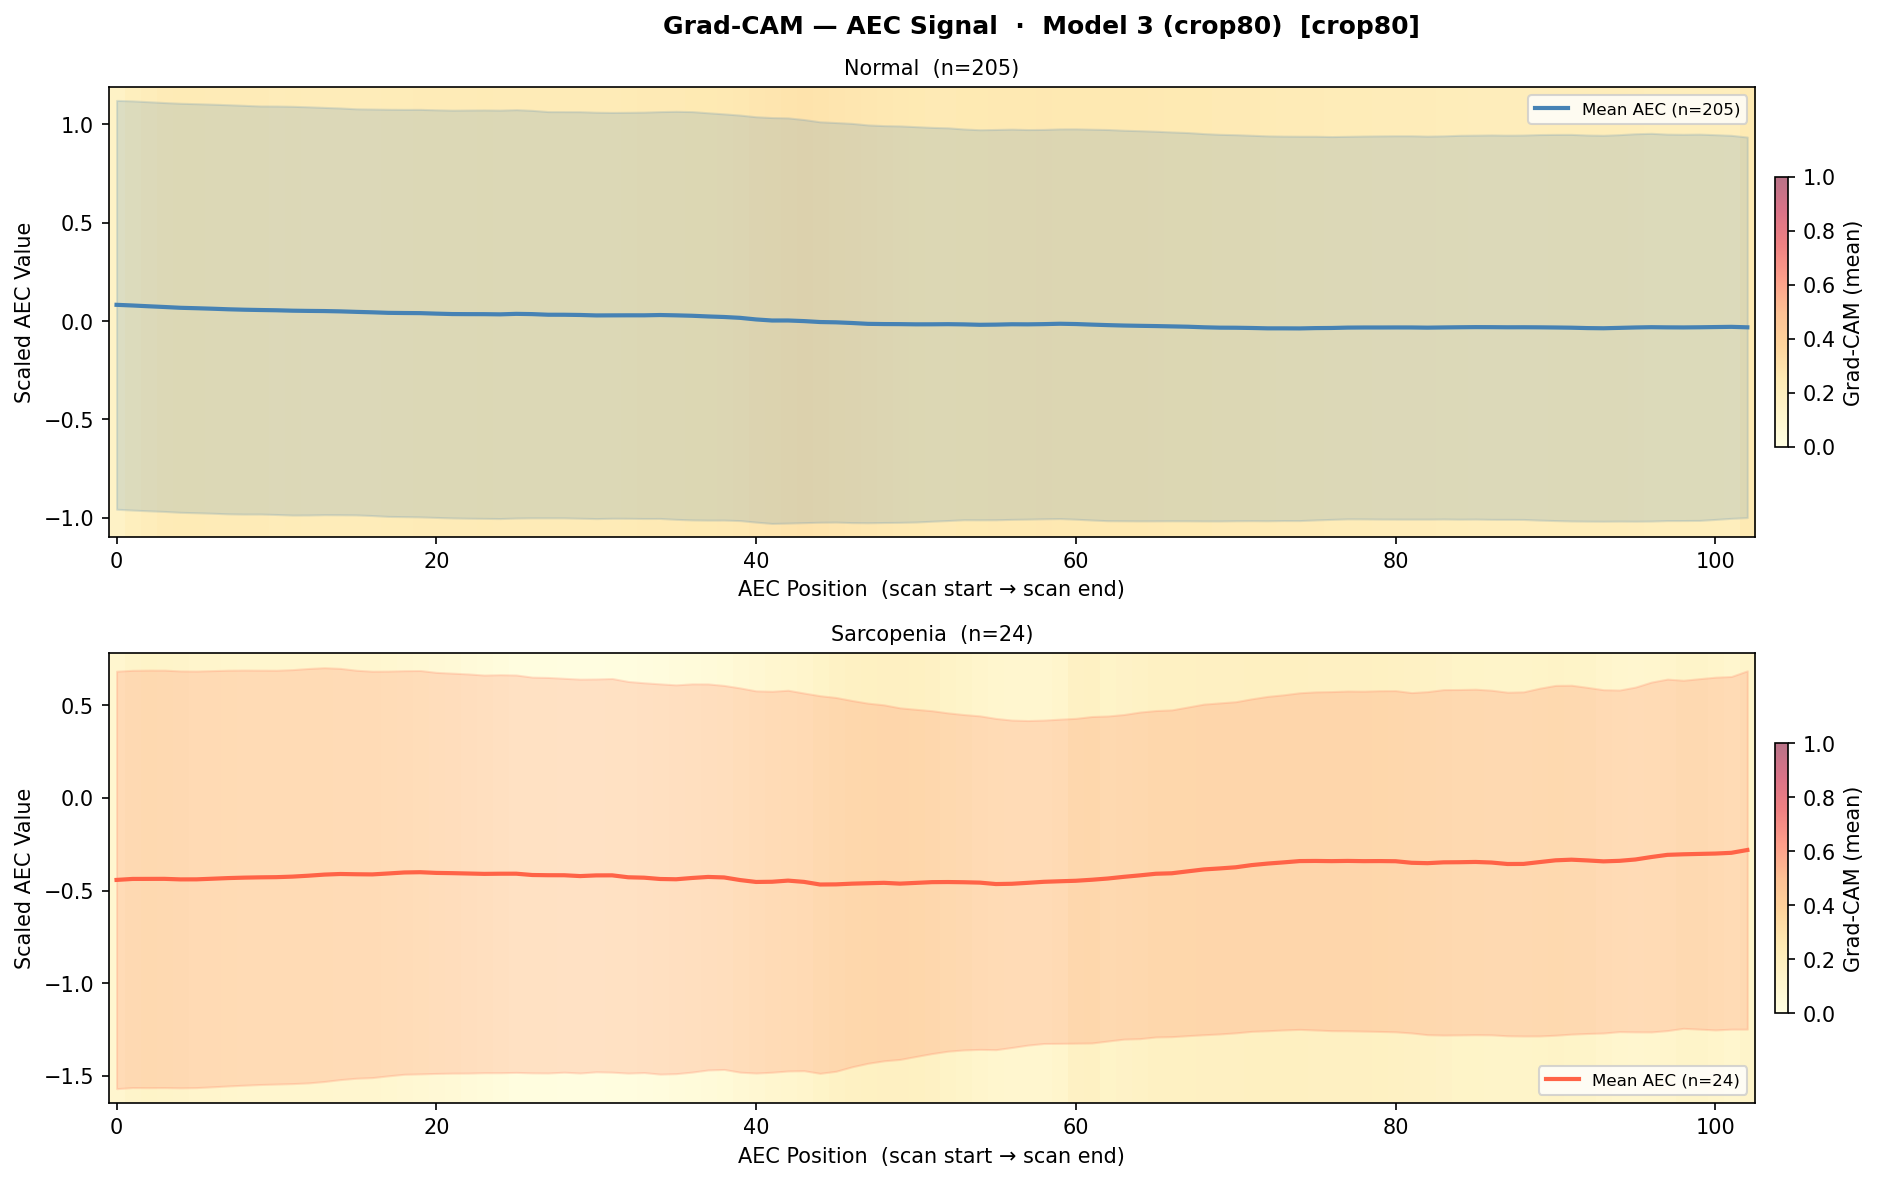 Grad-CAM — AEC Signal · Model 3 (crop80) [crop80]
Normal (n=205)
Mean AEC (n=205)
Scaled AEC Value
1.0
0.5
0.0
−0.5
−1.0
0 20 40 60 80 100
AEC Position (scan start → scan end)
1.0
0.8
0.6
0.4
0.2
0.0
Grad-CAM (mean)
Sarcopenia (n=24)
Scaled AEC Value
0.5
0.0
−0.5
−1.0
−1.5
Mean AEC (n=24)
0 20 40 60 80 100
AEC Position (scan start → scan end)
1.0
0.8
0.6
0.4
0.2
0.0
Grad-CAM (mean)